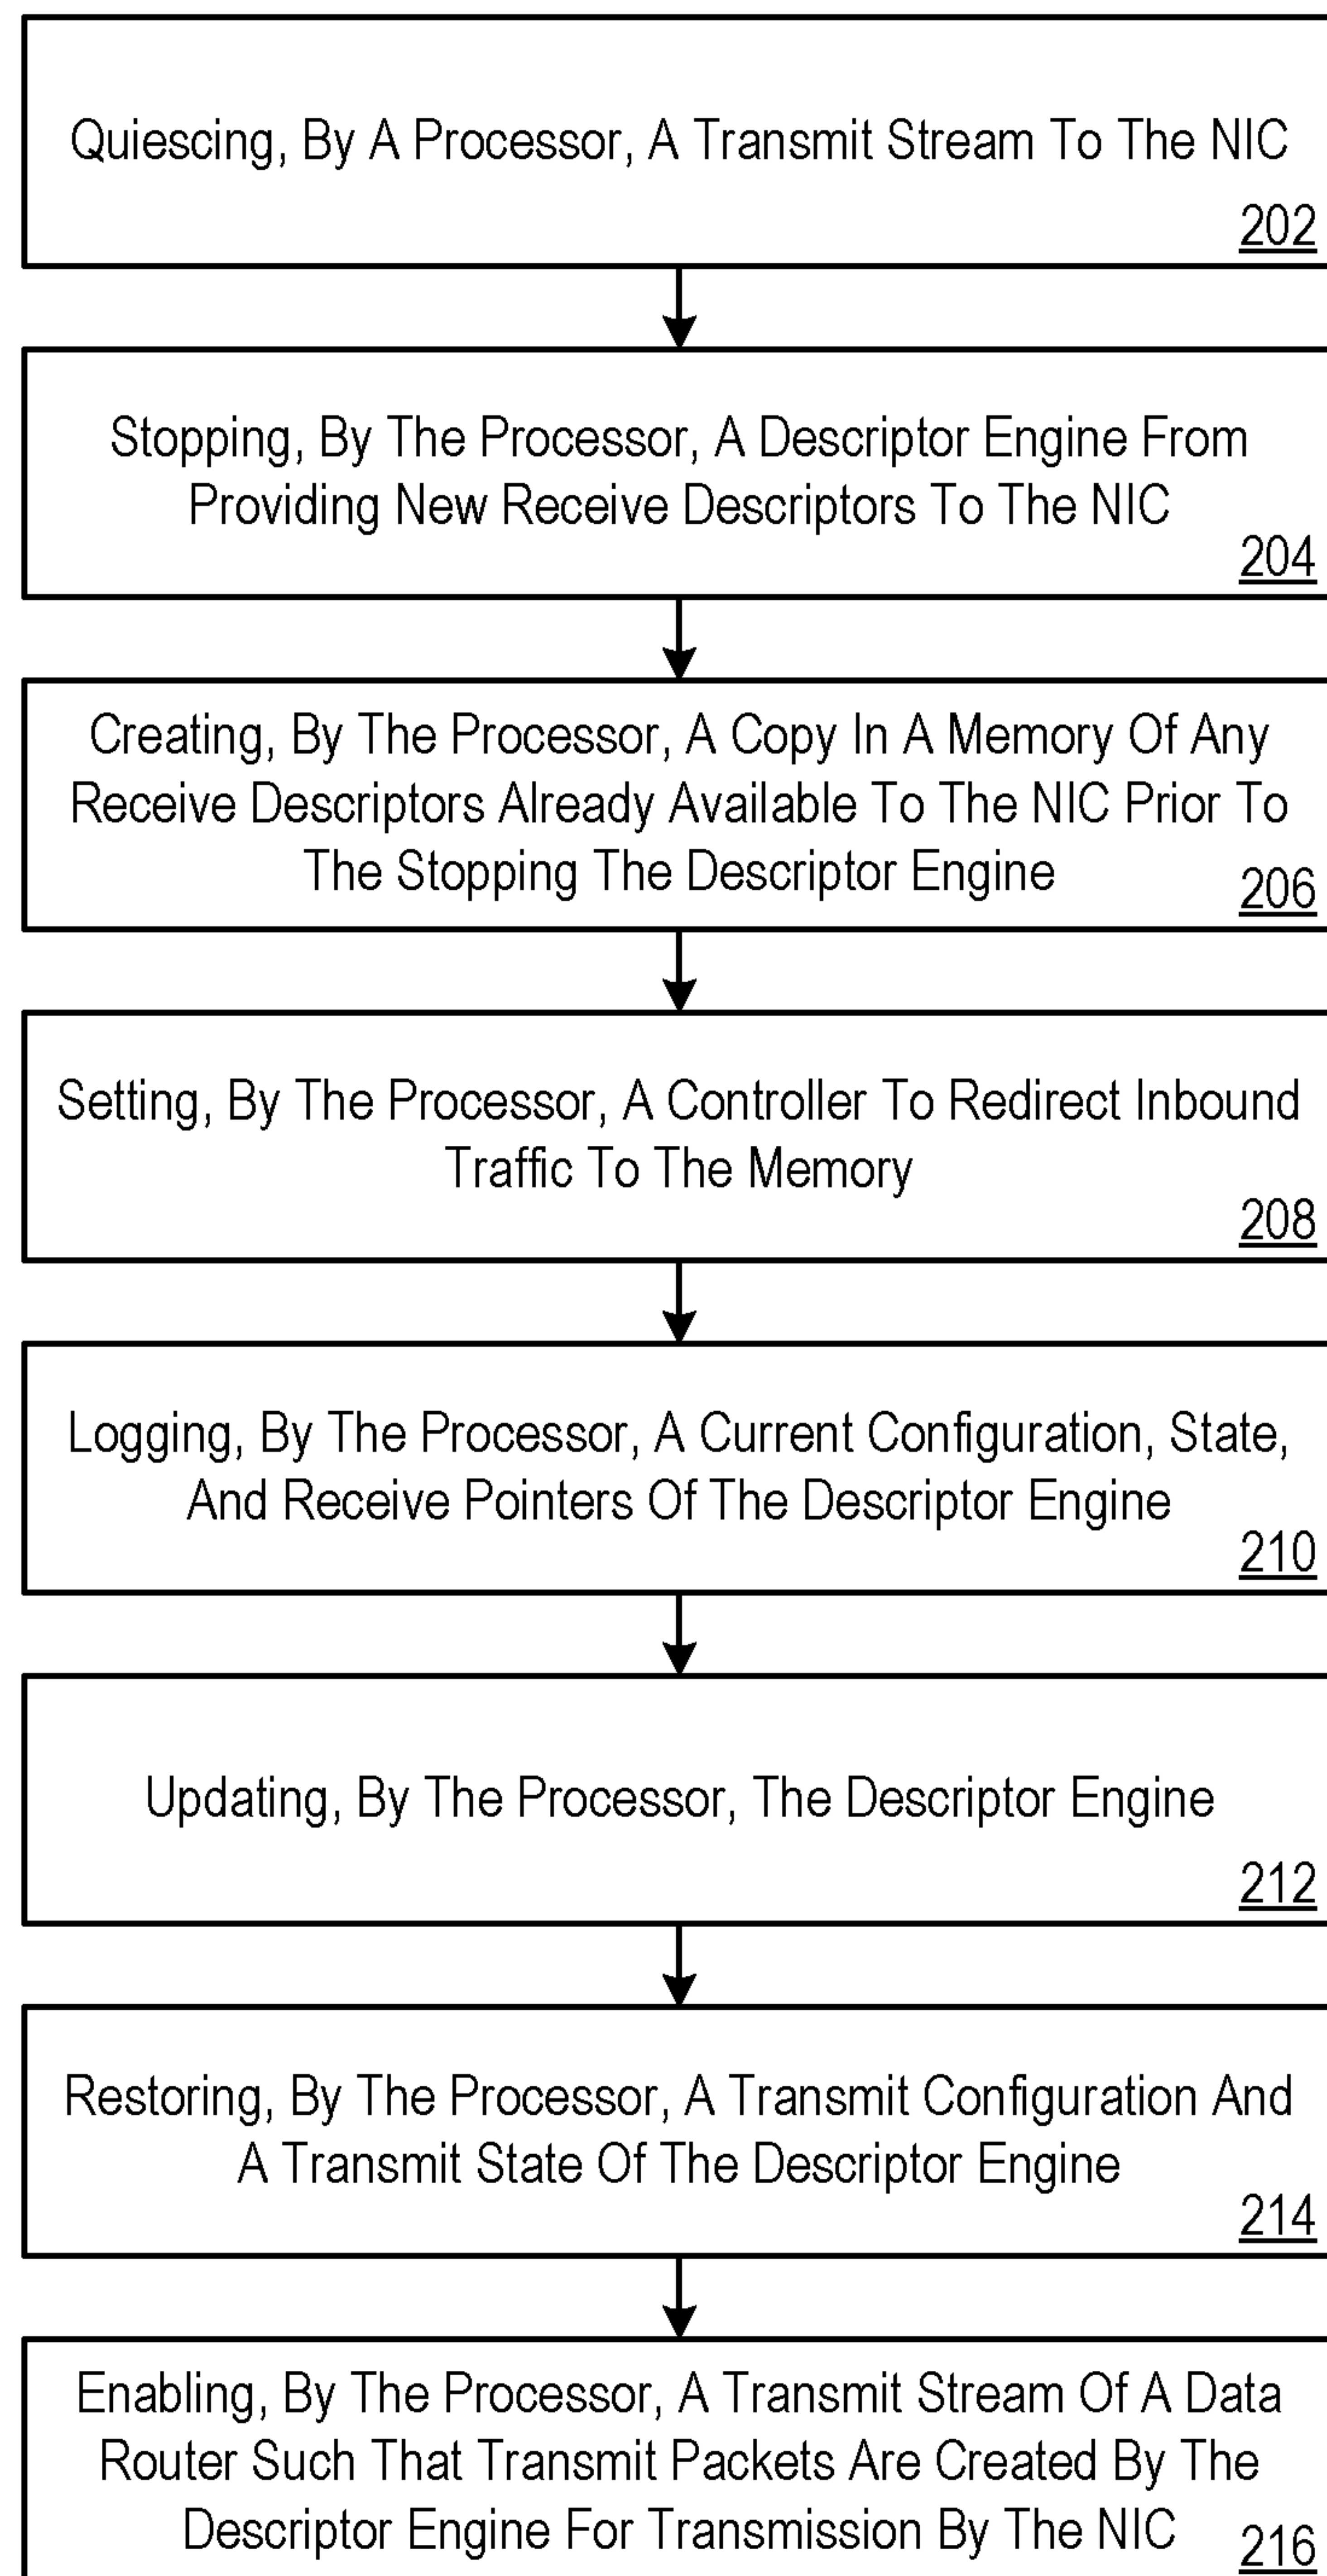 Quiescing, By A Processor, A Transmit Stream To The NIC
202
Stopping, By The Processor, A Descriptor Engine From
Providing New Receive Descriptors To The NIC
204
Creating, By The Processor, A Copy In A Memory Of Any
Receive Descriptors Already Available To The NIC Prior To
The Stopping The Descriptor Engine
206
Setting, By The Processor, A Controller To Redirect Inbound
Traffic To The Memory
208
Logging, By The Processor, A Current Configuration, State,
And Receive Pointers Of The Descriptor Engine
210
Updating, By The Processor, The Descriptor Engine
212
Restoring, By The Processor, A Transmit Configuration And
A Transmit State Of The Descriptor Engine
214
Enabling, By The Processor, A Transmit Stream Of A Data
Router Such That Transmit Packets Are Created By The
Descriptor Engine For Transmission By The NIC
216